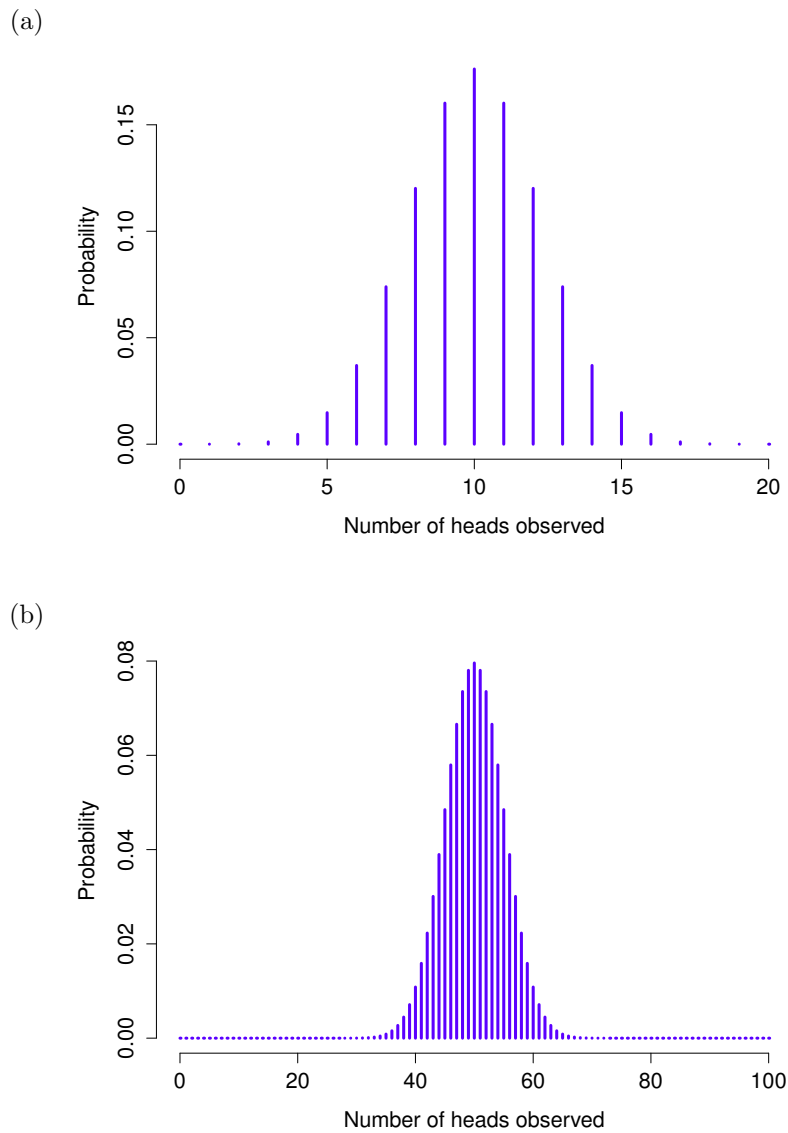 (a)
0.15
0.10
0.05
0.00
Probability
0 5 10 15 20
Number of heads observed
(b)
0.08
0.06
0.04
0.02
0.00
Probability
0 20 40 60 80 100
Number of heads observed